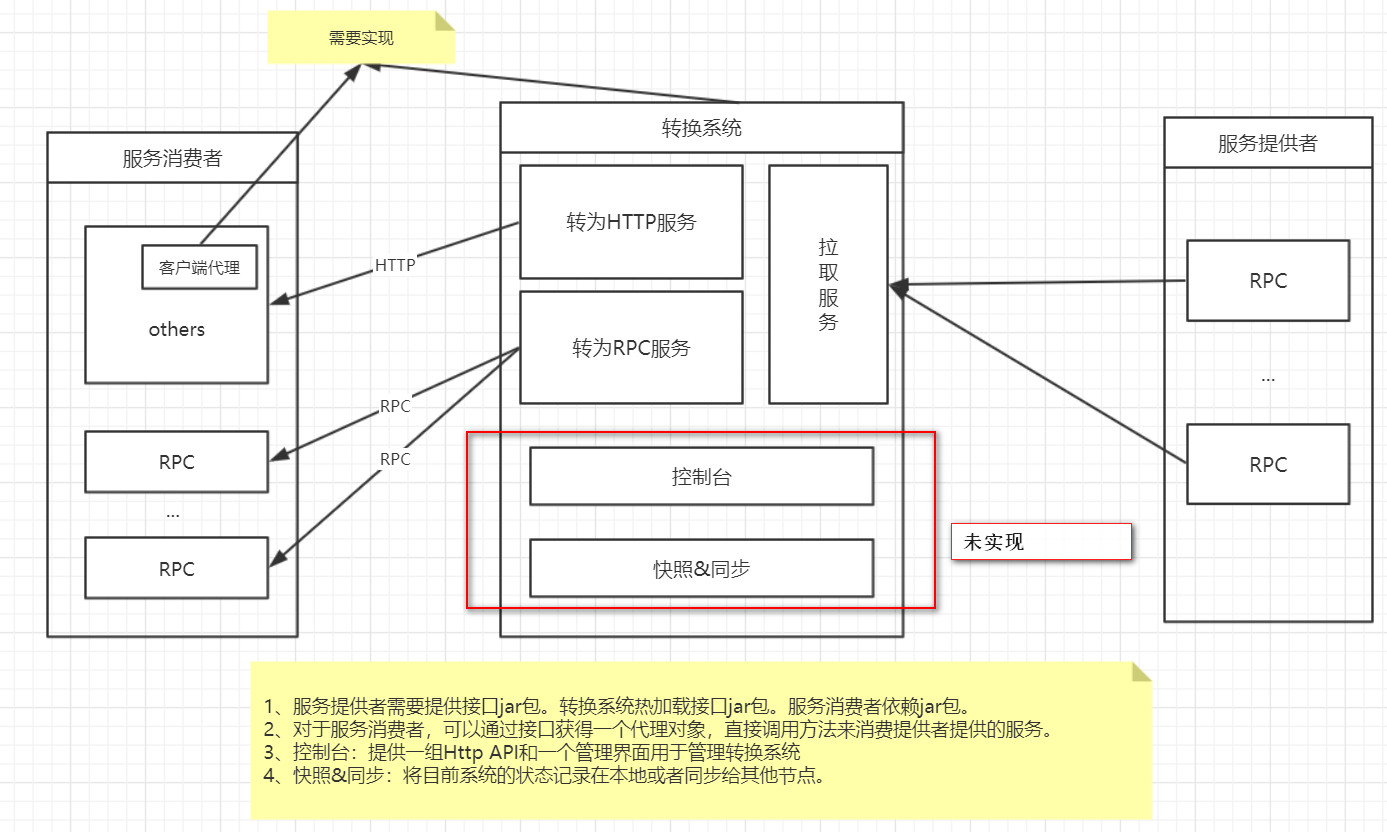 需要实现
服务消费者
客户端代理
others
RPC
...
RPC
HTTP
RPC
RPC
转换系统
转为HTTP服务
转为RPC服务
拉
取
服
务
控制台
快照&同步
未实现
服务提供者
RPC
...
RPC
1、服务提供者需要提供接口jar包。转换系统热加载接口jar包。服务消费者依赖jar包。
2、对于服务消费者，可以通过接口获得一个代理对象，直接调用方法来消费提供者提供的服务。
3、控制台：提供一组Http API和一个管理界面用于管理转换系统
4、快照&同步：将目前系统的状态记录在本地或者同步给其他节点。